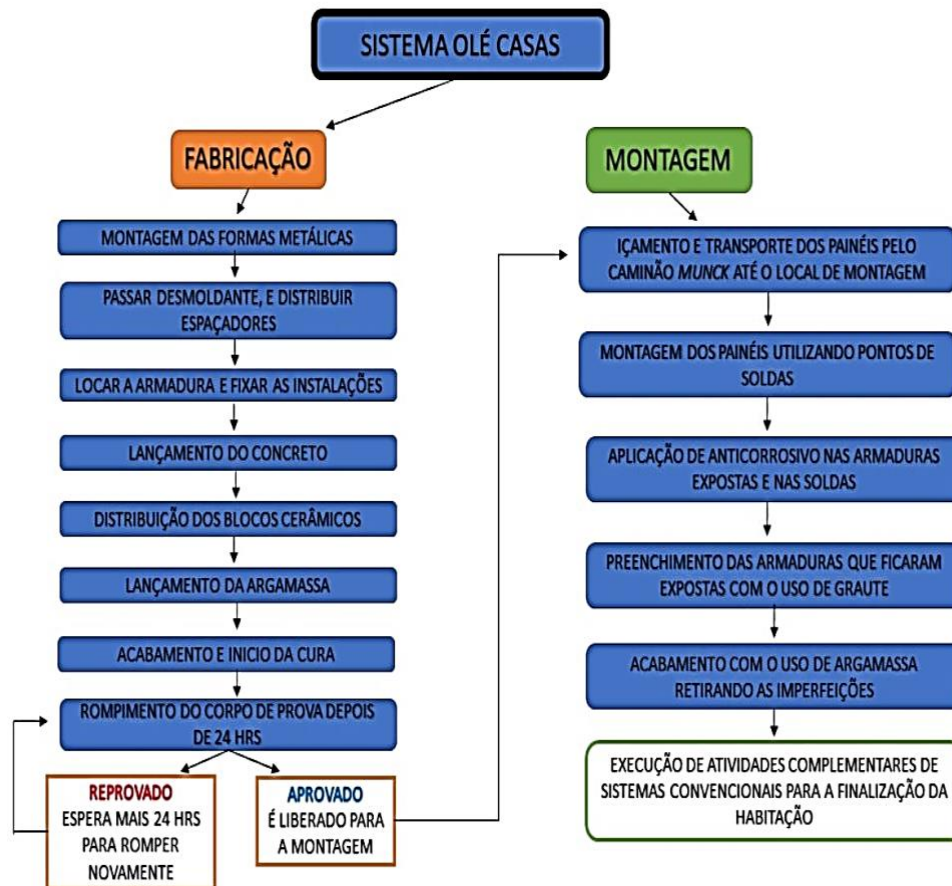 SISTEMA OLÉ CASAS
FABRICAÇÃO
MONTAGEM DAS FORMAS METÁLICAS
PASSAR DESMOLDANTE, E DISTRIBUIR
ESPAÇADORES
LOCAR A ARMADURA E FIXAR AS INSTALAÇÕES
LANÇAMENTO DO CONCRETO
DISTRIBUIÇÃO DOS BLOCOS CERÂMICOS
LANÇAMENTO DA ARGAMASSA
ACABAMENTO E INICIO DA CURA
ROMPIMENTO DO CORPO DE PROVA DEPOIS
DE 24 HRS
REPROVADO
ESPERA MAIS 24 HRS
PARA ROMPER
NOVAMENTE
APROVADO
É LIBERADO PARA
A MONTAGEM
MONTAGEM
IÇAMENTO E TRANSPORTE DOS PAINÉIS PELO
CAMINÃO MUNCK ATÉ O LOCAL DE MONTAGEM
MONTAGEM DOS PAINÉIS UTILIZANDO PONTOS DE
SOLDAS
APLICAÇÃO DE ANTICORROSIVO NAS ARMADURAS
EXPOSTAS E NAS SOLDAS
PREENCHIMENTO DAS ARMADURAS QUE FICARAM
EXPOSTAS COM O USO DE GRAUTE
ACABAMENTO COM O USO DE ARGAMASSA
RETIRANDO AS IMPERFEIÇÕES
EXECUÇÃO DE ATIVIDADES COMPLEMENTARES DE
SISTEMAS CONVENCIONAIS PARA A FINALIZAÇÃO DA
HABITAÇÃO